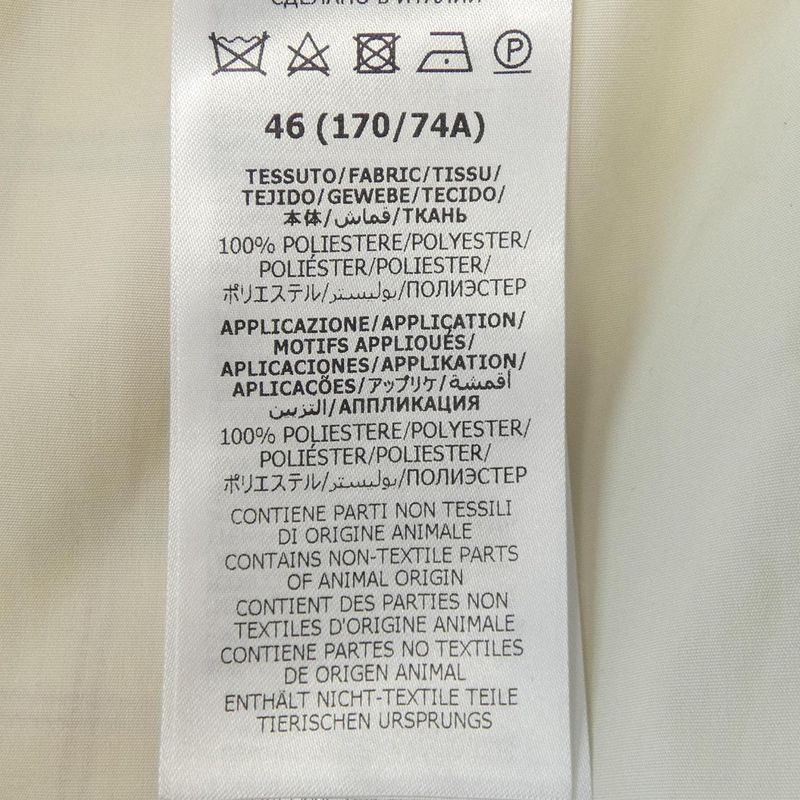 СДЕЛАНО В ИТАЛИИ
P
46 (170/74A)
TESSUTO/FABRIC/TISSU/
TEJIDO/GEWEBE/TECIDO/
本体/قماش/ТКАНЬ
100% POLIESTERE/POLYESTER/
POLIÉSTER/POLIESTER/
ポリエステル/بوليستر/ПОЛИЭСТЕР
APPLICAZIONE/APPLICATION/
MOTIFS APPLIQUÉS/
APLICACIONES/APPLIKATION/
APLICAÇÕES/アップリケ/أقمشة
التزيين/АППЛИКАЦИЯ
100% POLIESTERE/POLYESTER/
POLIÉSTER/POLIESTER/
ポリエステル/بوليستر/ПОЛИЭСТЕР
CONTIENE PARTI NON TESSILI
DI ORIGINE ANIMALE
CONTAINS NON-TEXTILE PARTS
OF ANIMAL ORIGIN
CONTIENT DES PARTIES NON
TEXTILES D'ORIGINE ANIMALE
CONTIENE PARTES NO TEXTILES
DE ORIGEN ANIMAL
ENTHÄLT NICHT-TEXTILE TEILE
TIERISCHEN URSPRUNGS